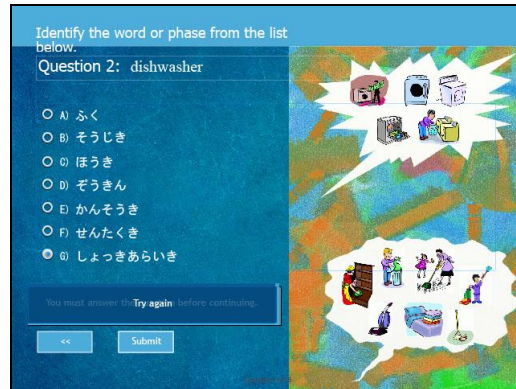 Identify the word or phase from the list
below.
Question 2: dishwasher
A) ふく
B) そうじき
C) ほうき
D) ぞうきん
E) かんそうき
F) せんたくき
G) しょっきあらいき
You must answer the before continuing.
Try again
<<
Submit